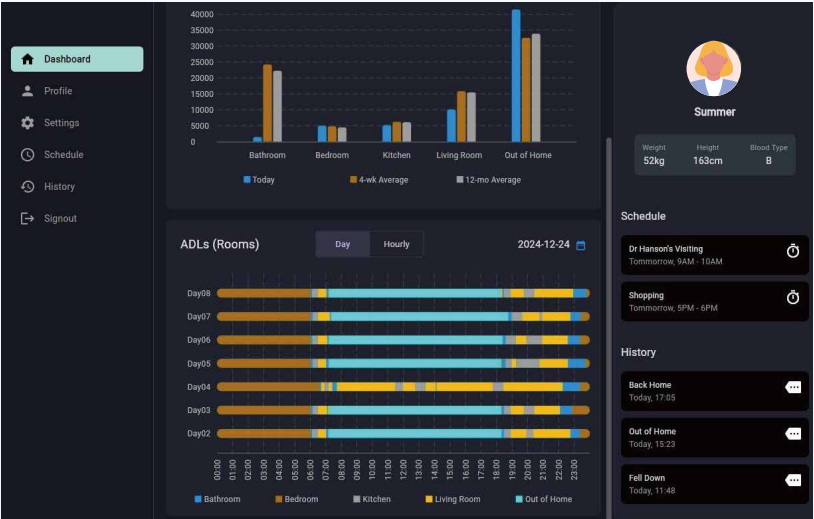 Dashboard
Profile
Settings
Schedule
History
Signout
40000
35000
30000
25000
20000
15000
10000
5000
0
Bathroom Bedroom Kitchen Living Room Out of Home
Today 4-wk Average 12-mo Average
ADLs (Rooms) Day Hourly 2024-12-24
Day08
Day07
Day06
Day05
Day04
Day03
Day02
00:00 01:00 02:00 03:00 04:00 05:00 06:00 07:00 08:00 09:00 10:00 11:00 12:00 13:00 14:00 15:00 16:00 17:00 18:00 19:00 20:00 21:00 22:00 23:00
Bathroom Bedroom Kitchen Living Room Out of Home
Summer
Weight Height Blood Type
52kg 163cm B
Schedule
Dr Hanson's Visiting
Tommorrow, 9AM - 10AM
Shopping
Tommorrow, 5PM - 6PM
History
Back Home
Today, 17:05
Out of Home
Today, 15:23
Fell Down
Today, 11:48